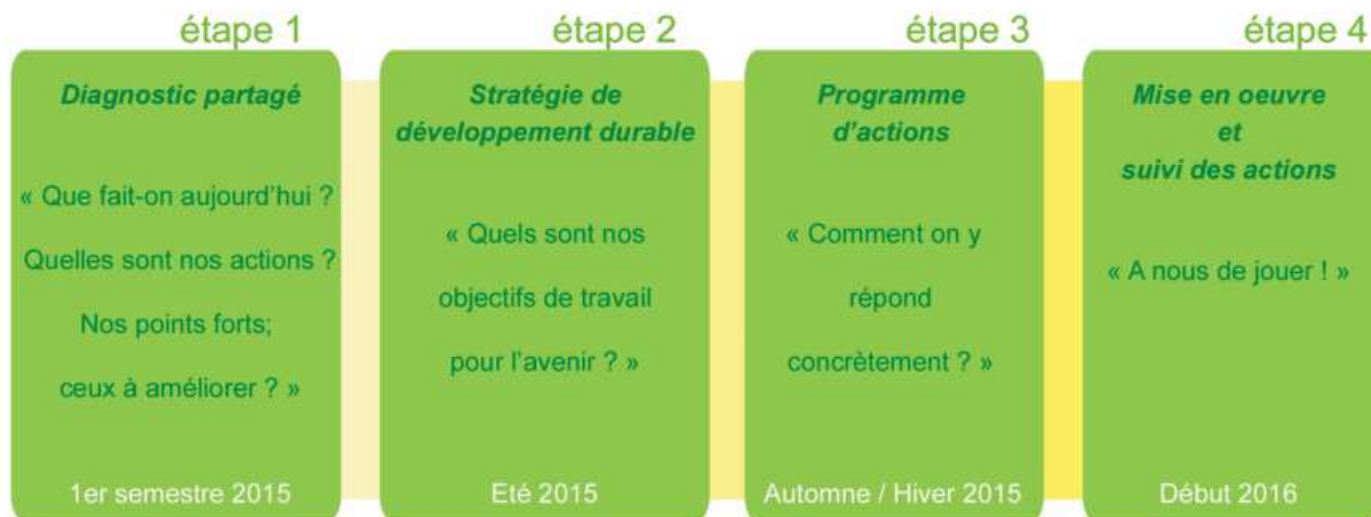 étape 1
Diagnostic partagé
« Que fait-on aujourd'hui ?
Quelles sont nos actions ?
Nos points forts;
ceux à améliorer ? »
1er semestre 2015
étape 2
Stratégie de
développement durable
« Quels sont nos
objectifs de travail
pour l'avenir ? »
Eté 2015
étape 3
Programme
d'actions
« Comment on y
répond
concrètement ? »
Automne / Hiver 2015
étape 4
Mise en oeuvre
et
suivi des actions
« A nous de jouer ! »
Début 2016